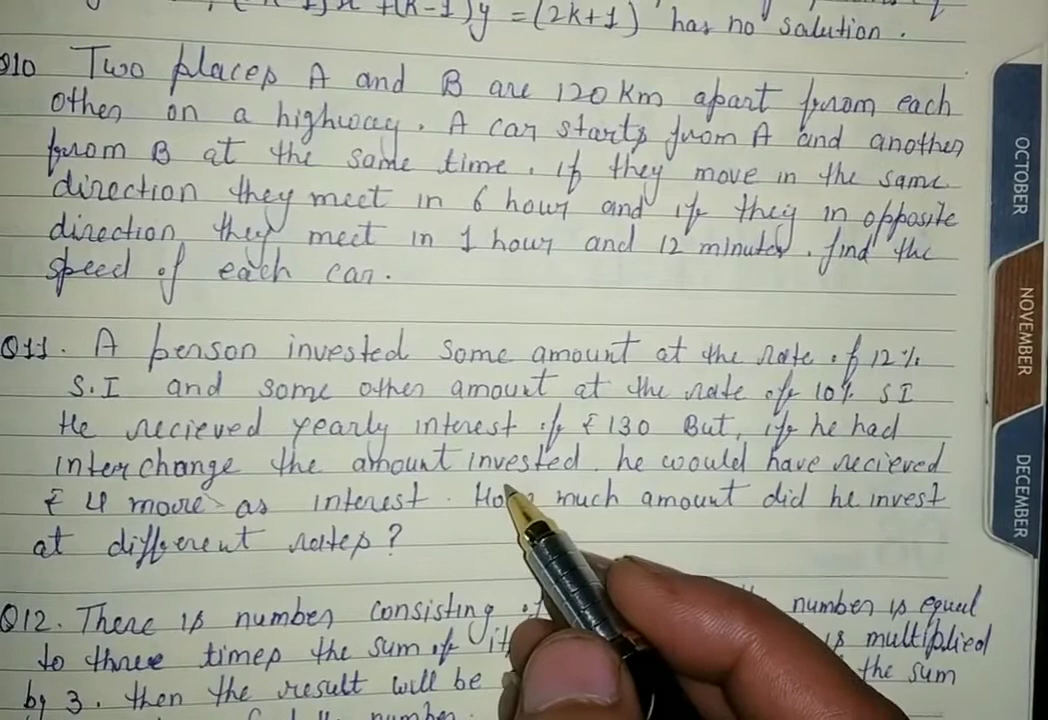 y = (2k+1) has no solution.
Q10 Two places A and B are 120 km apart from each
other on a highway. A car starts from A and another
from B at the same time. if they move in the same
direction they meet in 6 hour and if they in opposite
direction they meet in 1 hour and 12 minutes. find the
speed of each car.
Q11. A person invested some amount at the rate of 12%
S.I and some other amount at the rate of 10% SI
He recieved yearly interest of ₹130 But, if he had
interchange the amount invested he would have recieved
₹ 4 more as interest. How much amount did he invest
at different rates?
Q12. There is number consisting of number is equal
to three times the sum of is multiplied
by 3. then the result will be the sum
number.
OCTOBER
NOVEMBER
DECEMBER